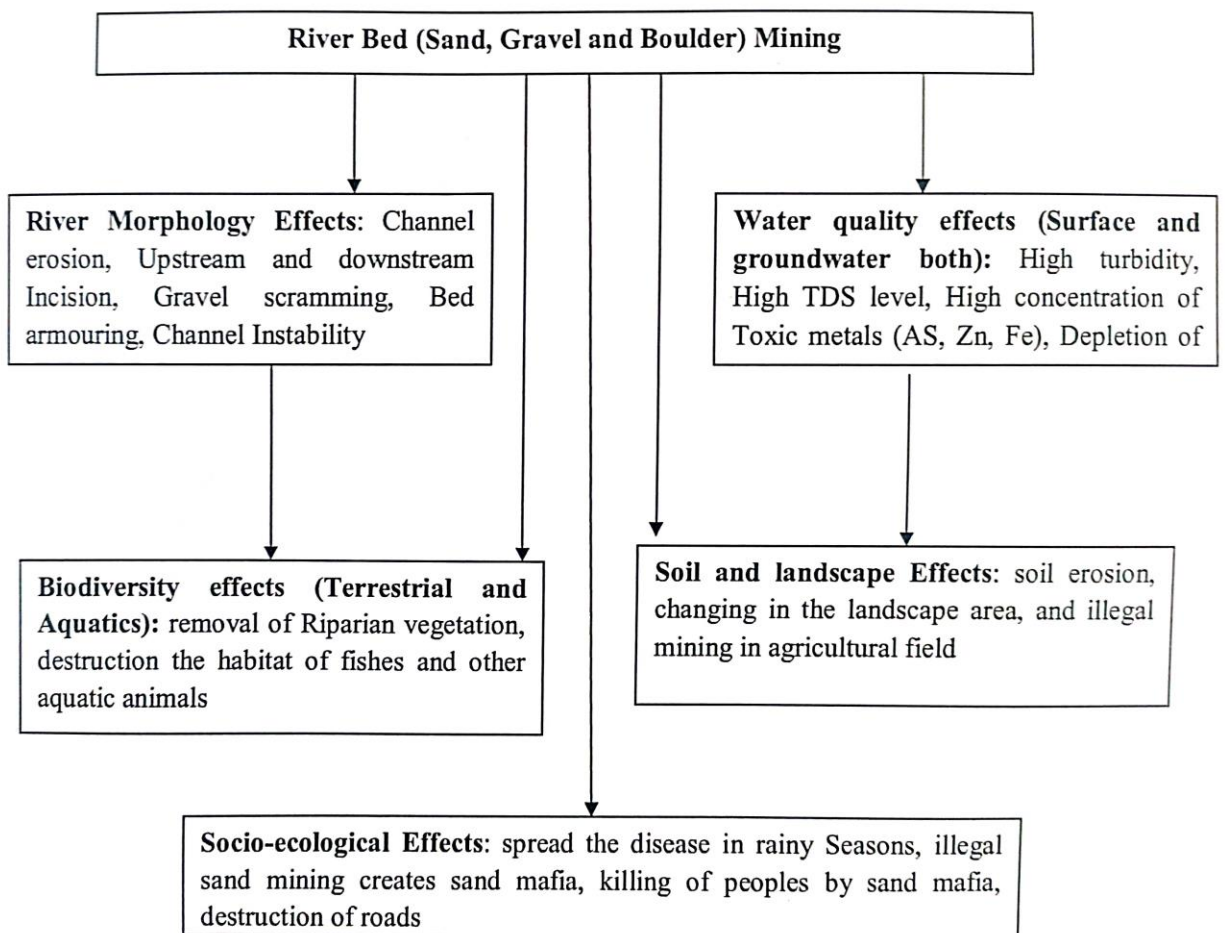 River Bed (Sand, Gravel and Boulder) Mining
River Morphology Effects: Channel
erosion, Upstream and downstream
Incision, Gravel scramming, Bed
armouring, Channel Instability
Water quality effects (Surface and
groundwater both): High turbidity,
High TDS level, High concentration of
Toxic metals (AS, Zn, Fe), Depletion of
Biodiversity effects (Terrestrial and
Aquatics): removal of Riparian vegetation,
destruction the habitat of fishes and other
aquatic animals
Soil and landscape Effects: soil erosion,
changing in the landscape area, and illegal
mining in agricultural field
Socio-ecological Effects: spread the disease in rainy Seasons, illegal
sand mining creates sand mafia, killing of peoples by sand mafia,
destruction of roads